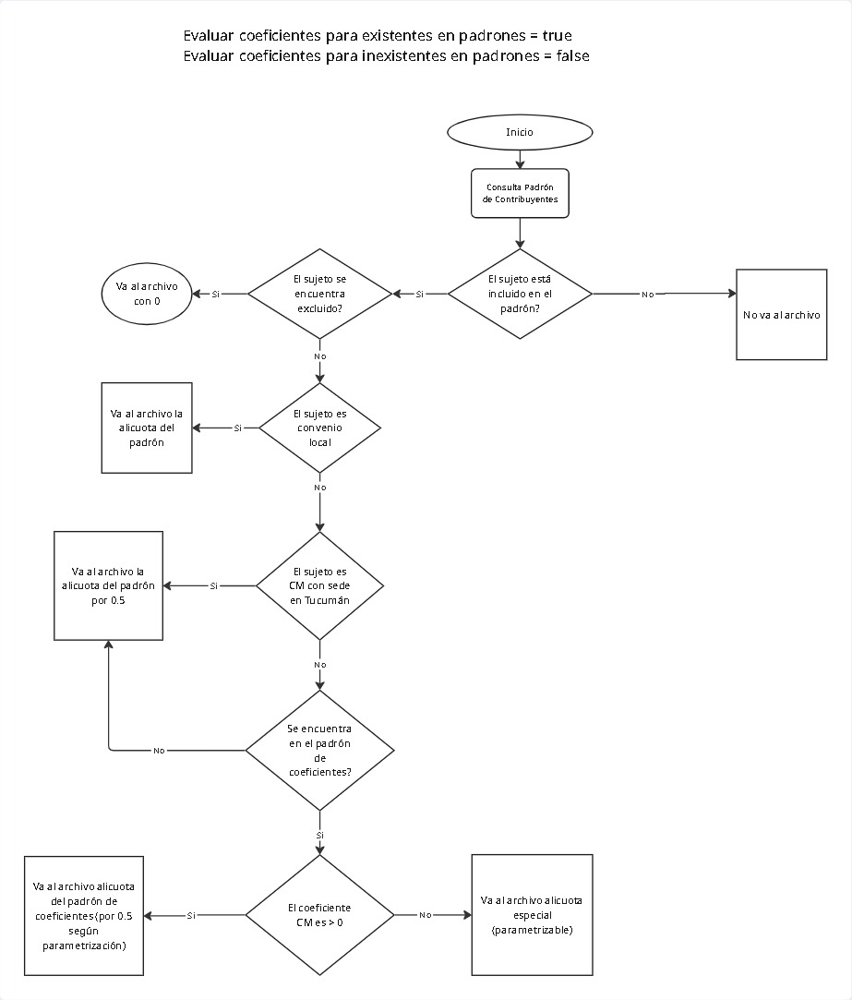 Evaluar coeficientes para existentes en padrones = true
Evaluar coeficientes para inexistentes en padrones = false
Inicio
Consulta Padrón
de Contribuyentes
El sujeto está
incluido en el
padrón?
No
No va al archivo
Si
El sujeto se
encuentra
excluido?
Si
Va al archivo
con 0
No
El sujeto es
convenio
local
Si
Va al archivo la
alicuota del
padrón
No
El sujeto es
CM con sede
en Tucumán
Si
Va al archivo la
alicuota del padrón
por 0.5
No
Se encuentra
en el padrón
de
coeficientes?
No
Si
El coeficiente
CM es > 0
Si
Va al archivo alicuota
del padrón de
coeficientes(por 0.5
según
parametrización)
No
Va al archivo alicuota
especial
(parametrizable)